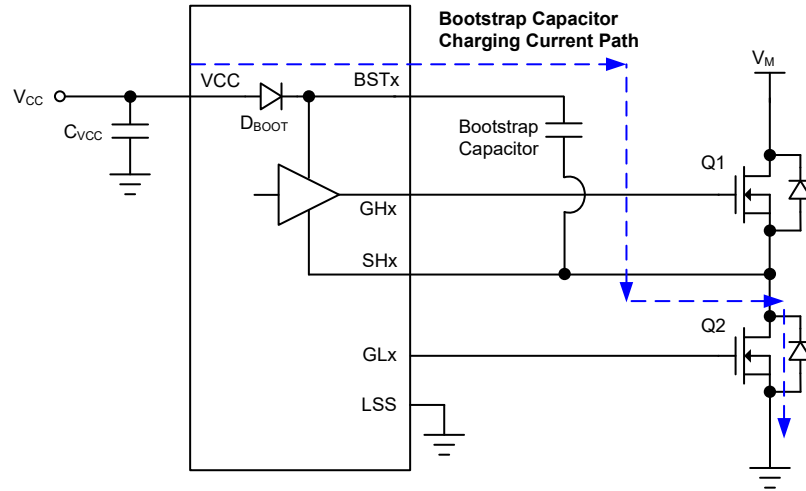 Bootstrap Capacitor
Charging Current Path
VCC
BSTx
VM
VCC
CVCC
DBOOT
Bootstrap
Capacitor
Q1
GHx
SHx
Q2
GLx
LSS